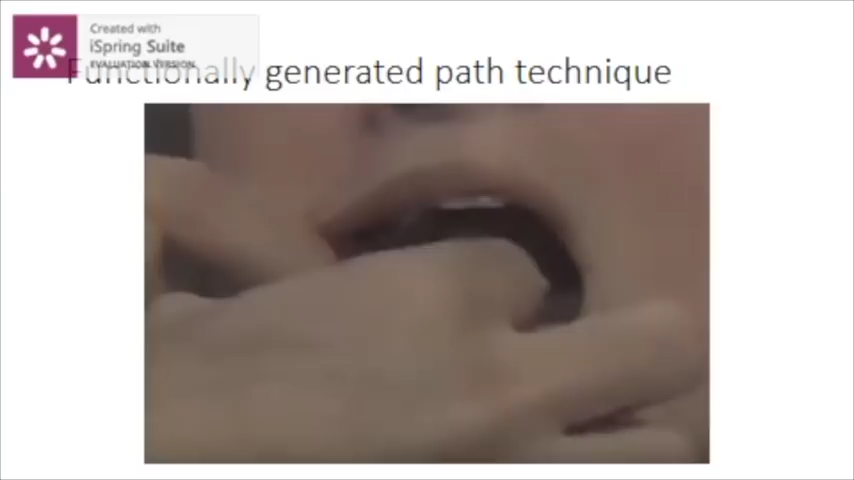 Created with
iSpring Suite
EVALUATION VERSION
Functionally generated path technique